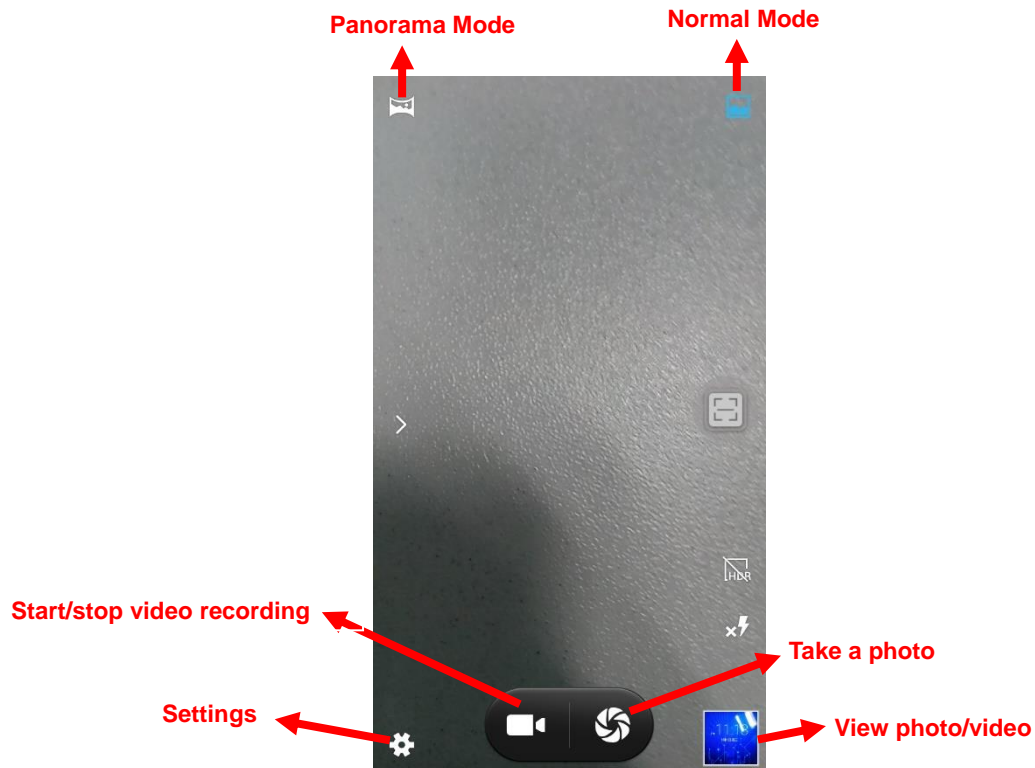 Normal Mode
Panorama Mode
HDR
Start/stop video recording
Take a photo
Settings
View photo/video